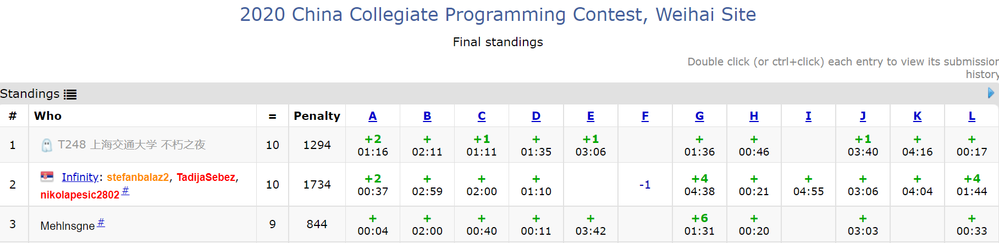 2020 China Collegiate Programming Contest, Weihai Site
Final standings
Double click (or ctrl+click) each entry to view its submission
history
Standings
# Who = Penalty A B C D E F G H I J K L
1 T248 上海交通大学 不朽之夜 10 1294 +2 + +1 + +1 + + +1 + +
01:16 02:11 01:11 01:35 03:06 01:36 00:46 03:40 04:16 00:17
2 Infinity: stefanbalaz2, TadijaSebez, nikolapesic2802 # 10 1734 +2 + + + -1 +4 + + + + +4
00:37 02:59 02:00 01:10 04:38 00:21 04:55 03:06 04:04 01:44
3 MehInsgne # 9 844 + + + + + +6 + + +
00:04 02:00 00:40 00:11 03:42 01:31 00:20 03:03 00:33